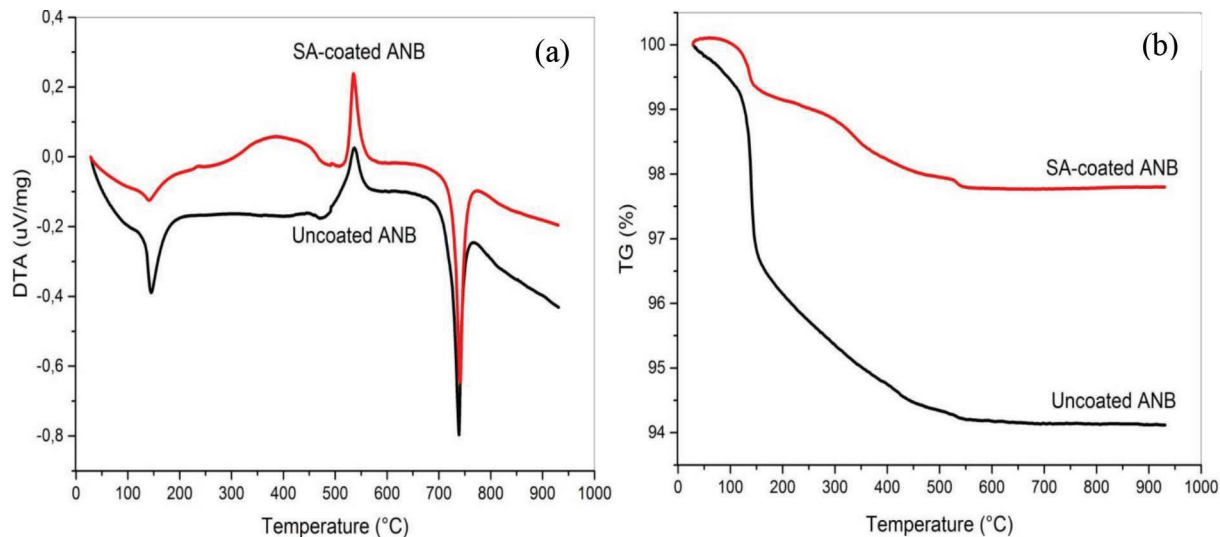 (a)
0,4
0,2
0,0
-0,2
-0,4
-0,6
-0,8
DTA (uV/mg)
SA-coated ANB
Uncoated ANB
0 100 200 300 400 500 600 700 800 900 1000
Temperature (°C)
(b)
100
99
98
97
96
95
94
TG (%)
SA-coated ANB
Uncoated ANB
0 100 200 300 400 500 600 700 800 900 1000
Temperature (°C)